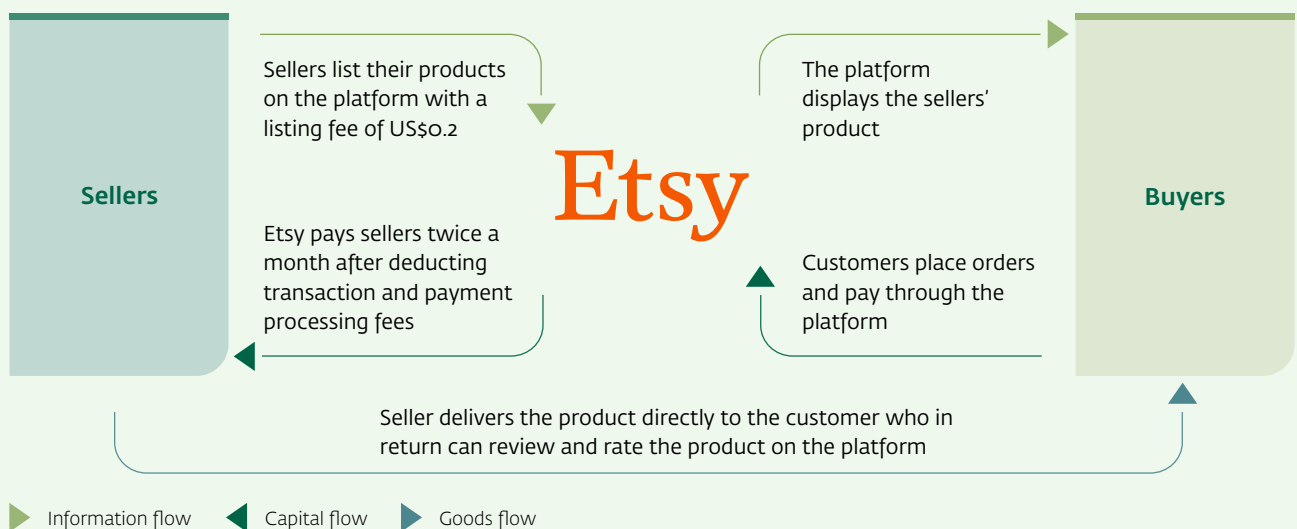 Sellers list their products
on the platform with a
listing fee of US$0.2
The platform
displays the sellers'
product
Etsy
Sellers
Buyers
Etsy pays sellers twice a
month after deducting
transaction and payment
processing fees
Customers place orders
and pay through the
platform
Seller delivers the product directly to the customer who in
return can review and rate the product on the platform
Information flow
Capital flow
Goods flow